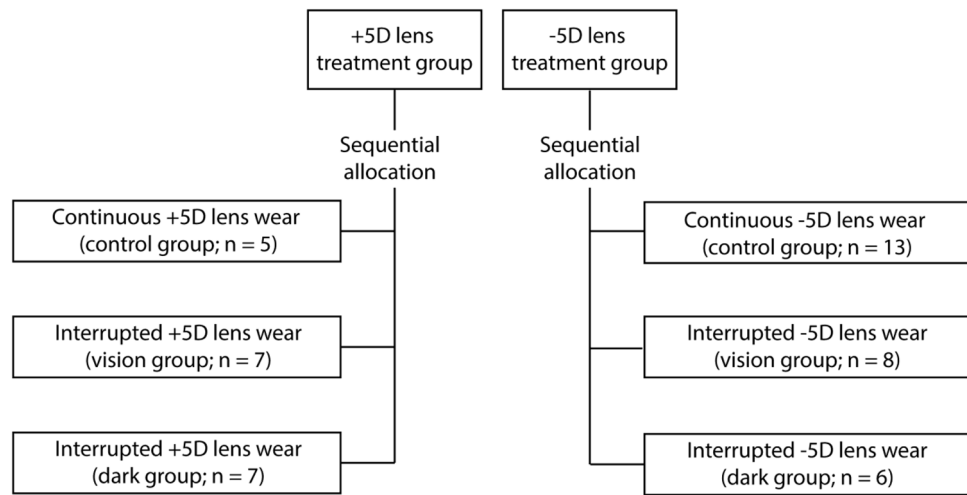 +5D lens
treatment group
-5D lens
treatment group
Sequential
allocation
Sequential
allocation
Continuous +5D lens wear
(control group; n = 5)
Continuous -5D lens wear
(control group; n = 13)
Interrupted +5D lens wear
(vision group; n = 7)
Interrupted -5D lens wear
(vision group; n = 8)
Interrupted +5D lens wear
(dark group; n = 7)
Interrupted -5D lens wear
(dark group; n = 6)